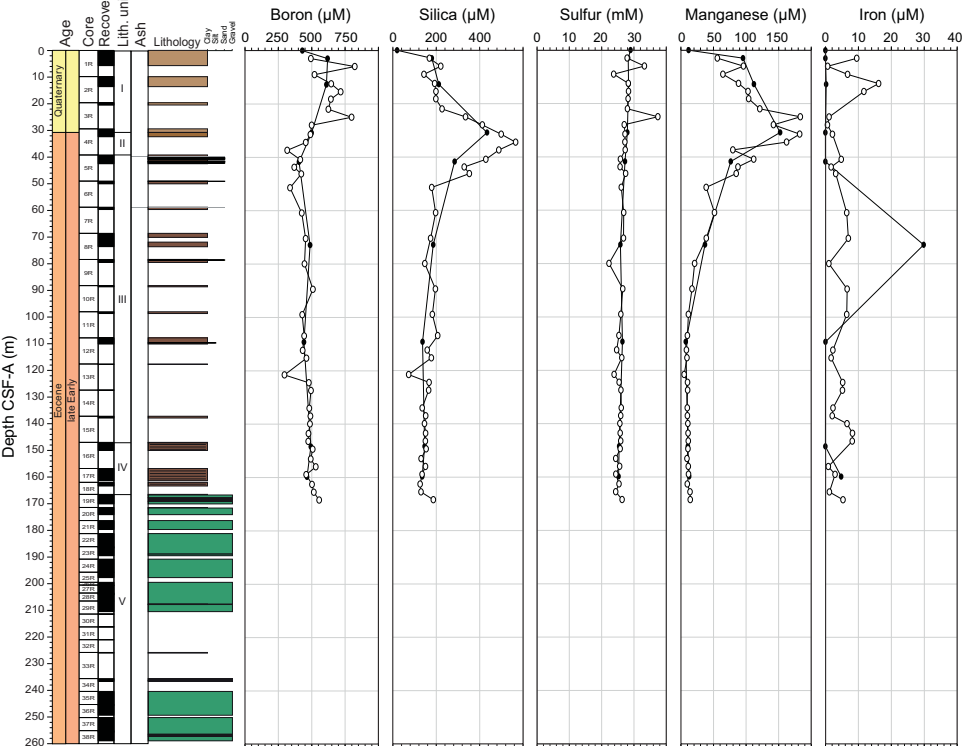 Boron (µM)
Silica (µM)
Sulfur (mM)
Manganese (µM)
Iron (µM)
Age
Core
Recove
Lith. un
Ash
Lithology
Clay
Silt
Sand
Gravel
0 250 500 750
0 200 400 600
0 10 20 30 40
0 50 100 150 200
0 10 20 30 40
Depth CSF-A (m)
0
10
20
30
40
50
60
70
80
90
100
110
120
130
140
150
160
170
180
190
200
210
220
230
240
250
260
Quaternary
Eocene
late Early
1R
2R
3R
4R
5R
6R
7R
8R
9R
10R
11R
12R
13R
14R
15R
16R
17R
18R
19R
20R
21R
22R
23R
24R
25R
27R
28R
29R
30R
31R
32R
33R
34R
35R
36R
37R
38R
I
II
III
IV
V